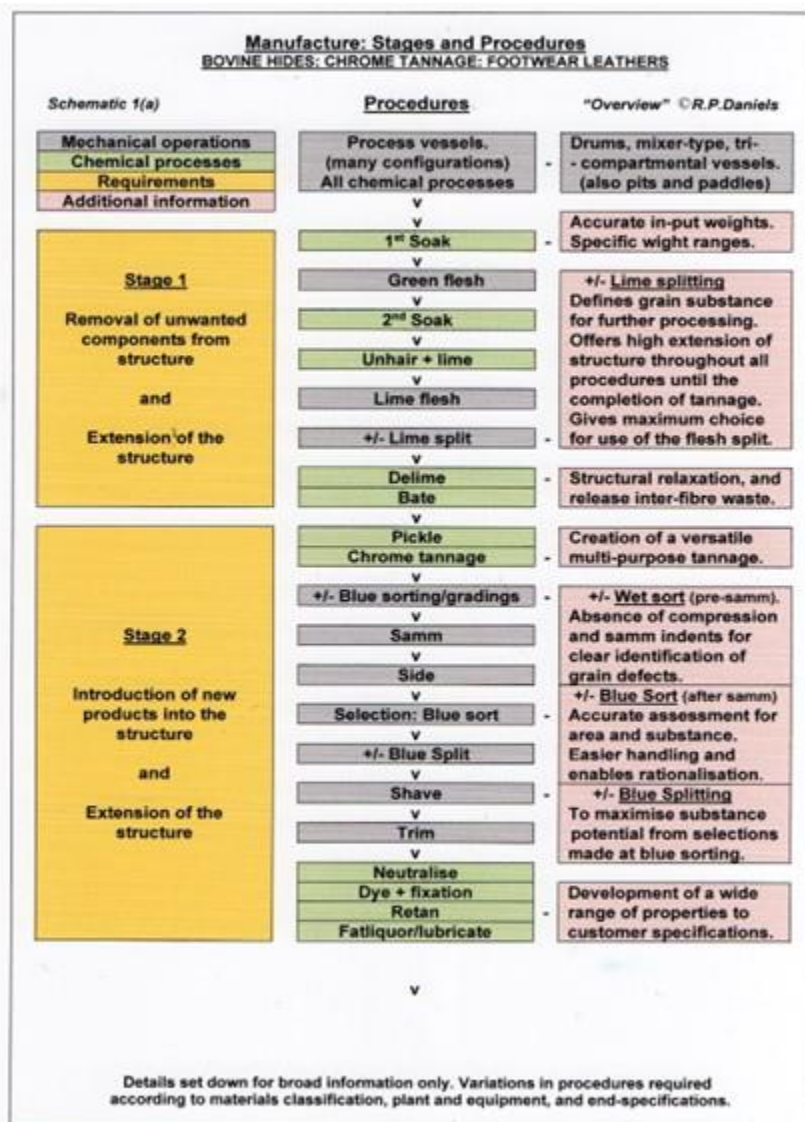 Manufacture: Stages and Procedures
BOVINE HIDES: CHROME TANNAGE: FOOTWEAR LEATHERS
Schematic 1(a)
Procedures
"Overview" ©R.P.Daniels
Mechanical operations
Chemical processes
Requirements
Additional information
Process vessels.
(many configurations)
All chemical processes
-
Drums, mixer-type, tri-
- compartmental vessels.
(also pits and paddles)
v
v
1st Soak
-
Accurate in-put weights.
Specific wight ranges.
v
Stage 1
Removal of unwanted
components from
structure
and
Extension of the
structure
Green flesh
v
2nd Soak
v
Unhair + lime
v
Lime flesh
v
+/- Lime split
-
+/- Lime splitting
Defines grain substance
for further processing.
Offers high extension of
structure throughout all
procedures until the
completion of tannage.
Gives maximum choice
for use of the flesh split.
v
Delime
Bate
-
Structural relaxation, and
release inter-fibre waste.
v
Pickle
Chrome tannage
-
Creation of a versatile
multi-purpose tannage.
v
Stage 2
Introduction of new
products into the
structure
and
Extension of the
structure
+/- Blue sorting/gradings
-
+/- Wet sort (pre-samm).
Absence of compression
and samm indents for
clear identification of
grain defects.
v
Samm
v
Side
v
Selection: Blue sort
-
+/- Blue Sort (after samm)
Accurate assessment for
area and substance.
Easier handling and
enables rationalisation.
v
+/- Blue Split
v
Shave
-
+/- Blue Splitting
To maximise substance
potential from selections
made at blue sorting.
v
Trim
v
Neutralise
Dye + fixation
Retan
Fatliquor/lubricate
-
Development of a wide
range of properties to
customer specifications.
v
Details set down for broad information only. Variations in procedures required
according to materials classification, plant and equipment, and end-specifications.